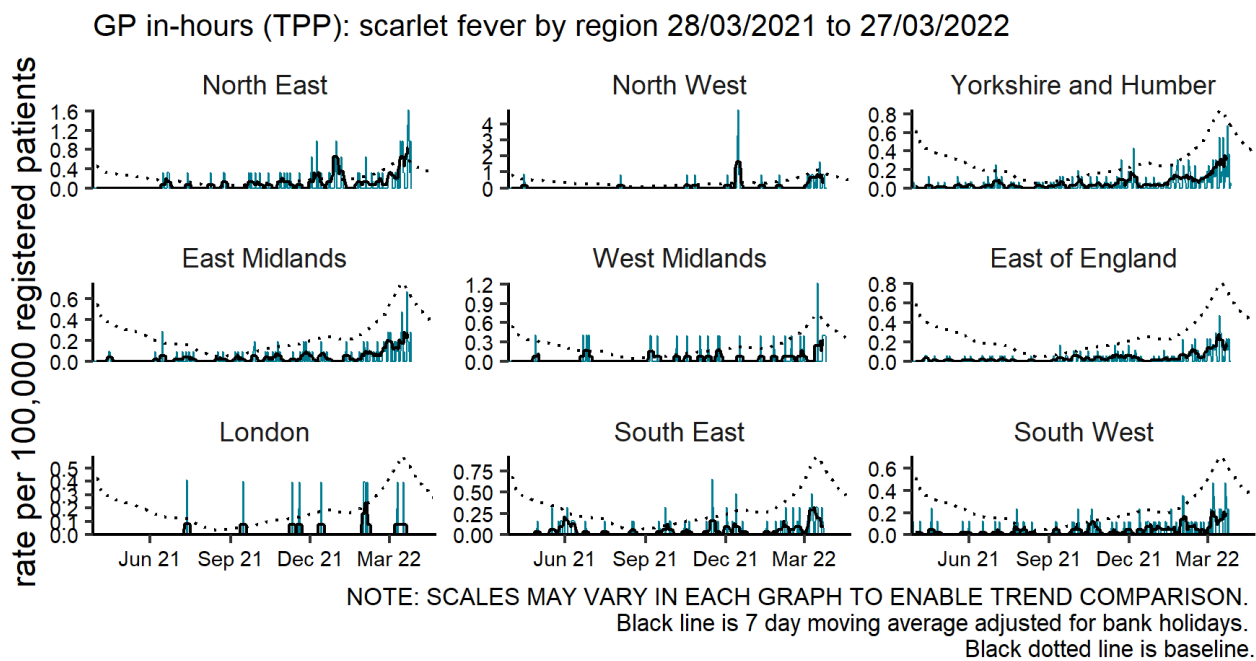 GP in-hours (TPP): scarlet fever by region 28/03/2021 to 27/03/2022
rate per 100,000 registered patients
North East
1.6
1.2
0.8
0.4
0.0
North West
4
3
2
1
0
Yorkshire and Humber
0.8
0.6
0.4
0.2
0.0
East Midlands
0.6
0.4
0.2
0.0
West Midlands
1.2
0.9
0.6
0.3
0.0
East of England
0.8
0.6
0.4
0.2
0.0
London
0.5
0.4
0.3
0.2
0.1
0.0
South East
0.75
0.50
0.25
0.00
South West
0.6
0.4
0.2
0.0
Jun 21 Sep 21 Dec 21 Mar 22
Jun 21 Sep 21 Dec 21 Mar 22
Jun 21 Sep 21 Dec 21 Mar 22
NOTE: SCALES MAY VARY IN EACH GRAPH TO ENABLE TREND COMPARISON.
Black line is 7 day moving average adjusted for bank holidays.
Black dotted line is baseline.